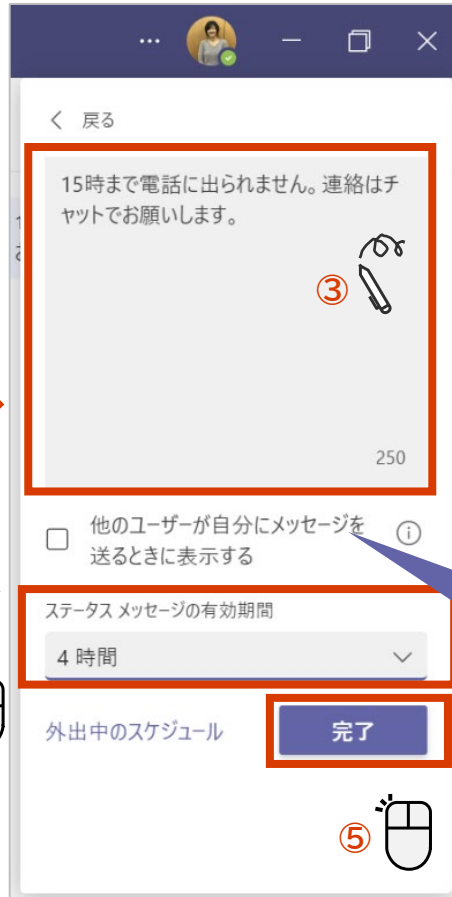 …
戻る
15時まで電話に出られません。連絡はチ
ャットでお願いします。
③
250
他のユーザーが自分にメッセージを
送るときに表示する
ステータス メッセージの有効期間
4 時間
外出中のスケジュール
完了
⑤